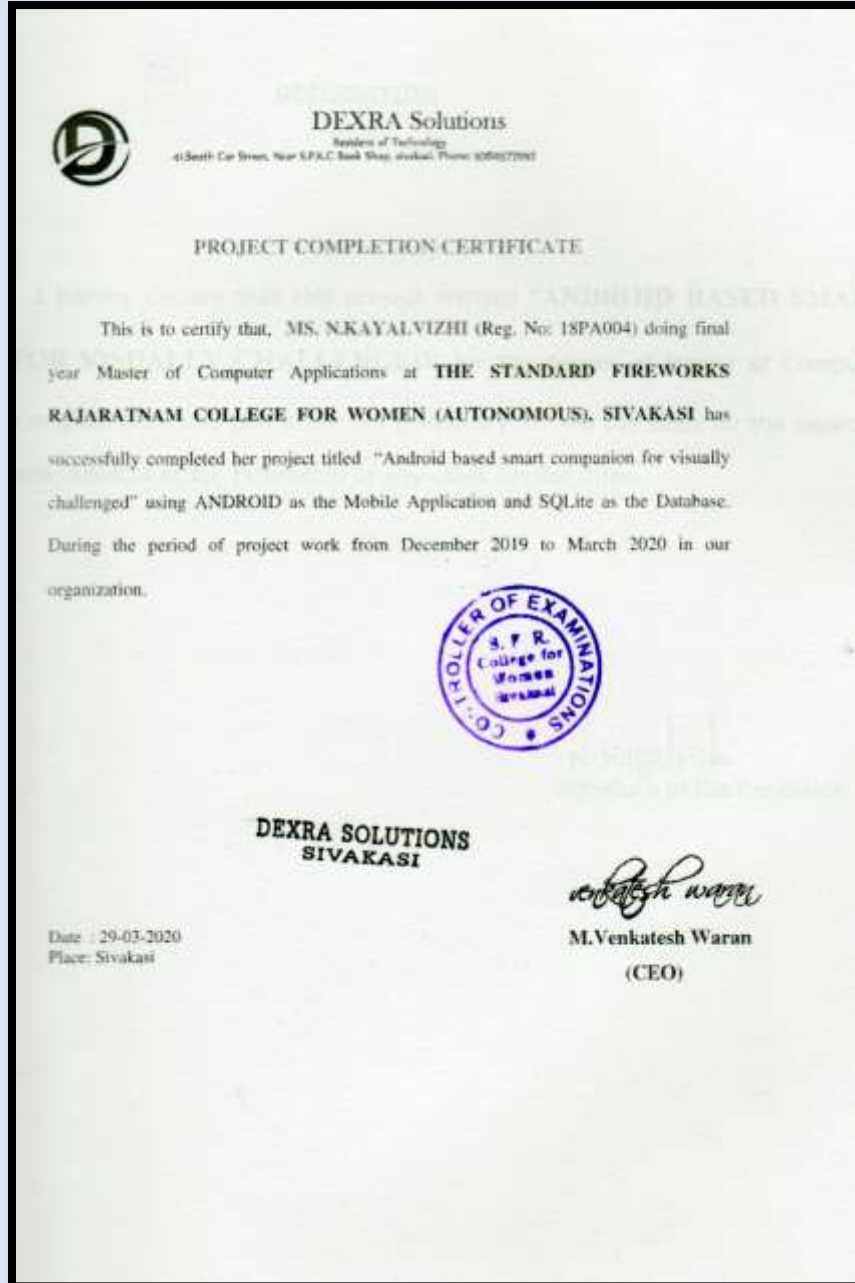 DEXRA Solutions
PROJECT COMPLETION CERTIFICATE
This is to certify that, MS. N.KAYALVIZHI (Reg. No: 18PA004) doing final
year Master of Computer Applications at THE STANDARD FIREWORKS
RAJARATNAM COLLEGE FOR WOMEN (AUTONOMOUS), SIVAKASI has
successfully completed her project titled "Android based smart companion for visually
challenged" using ANDROID as the Mobile Application and SQLite as the Database.
During the period of project work from December 2019 to March 2020 in our
organization.
CO-TROLLER OF EXAMINATIONS
S. F. R.
College for
Women
Sivakasi
DEXRA SOLUTIONS
SIVAKASI
venkatesh waran
Date : 29-03-2020
Place: Sivakasi
M.Venkatesh Waran
(CEO)